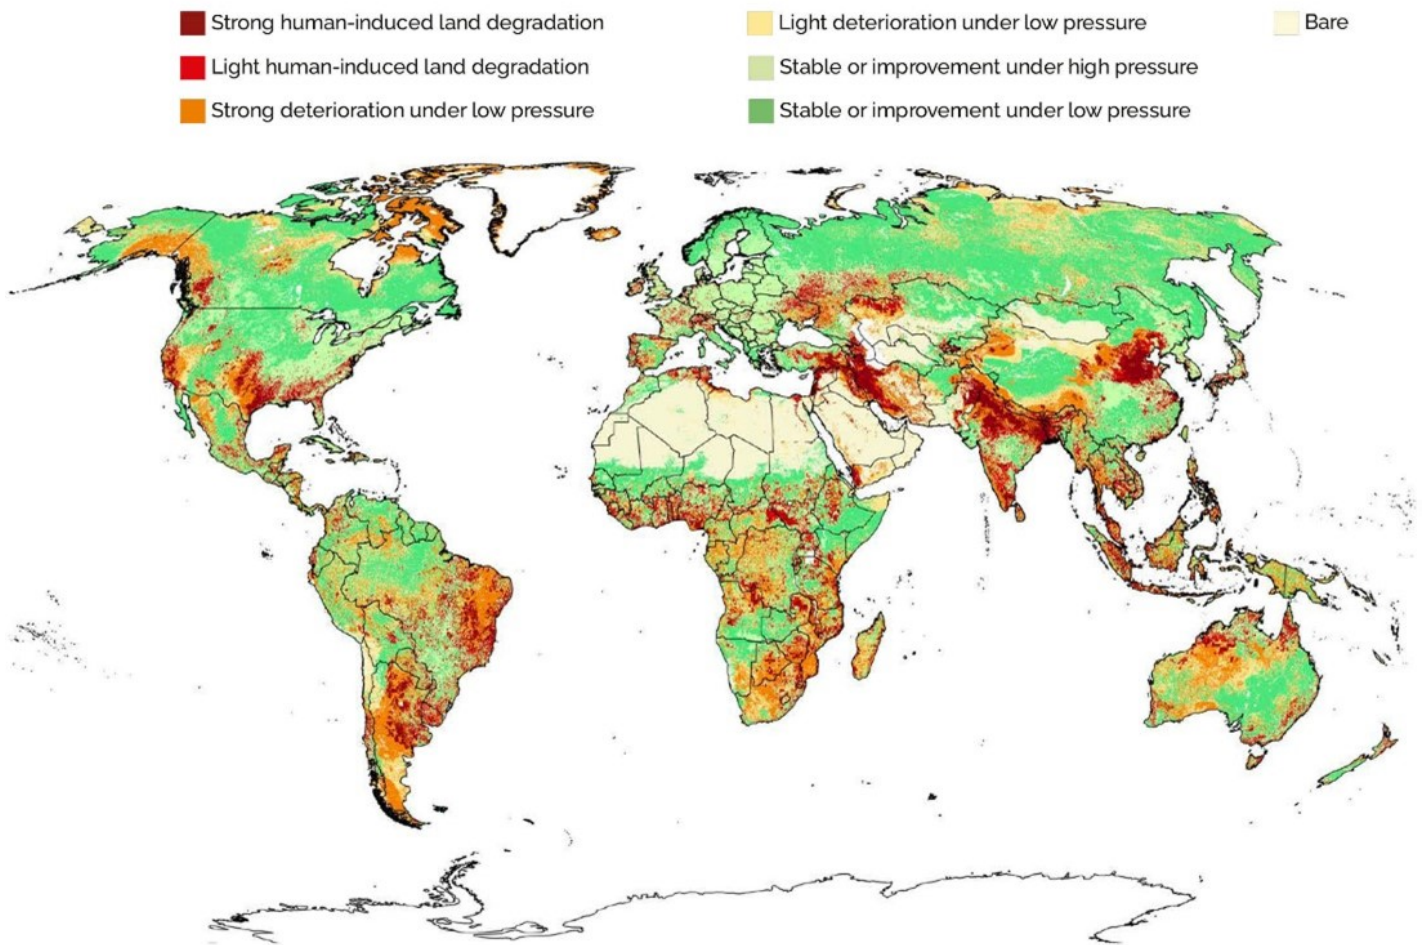 Strong human-induced land degradation
Light human-induced land degradation
Strong deterioration under low pressure
Light deterioration under low pressure
Stable or improvement under high pressure
Stable or improvement under low pressure
Bare